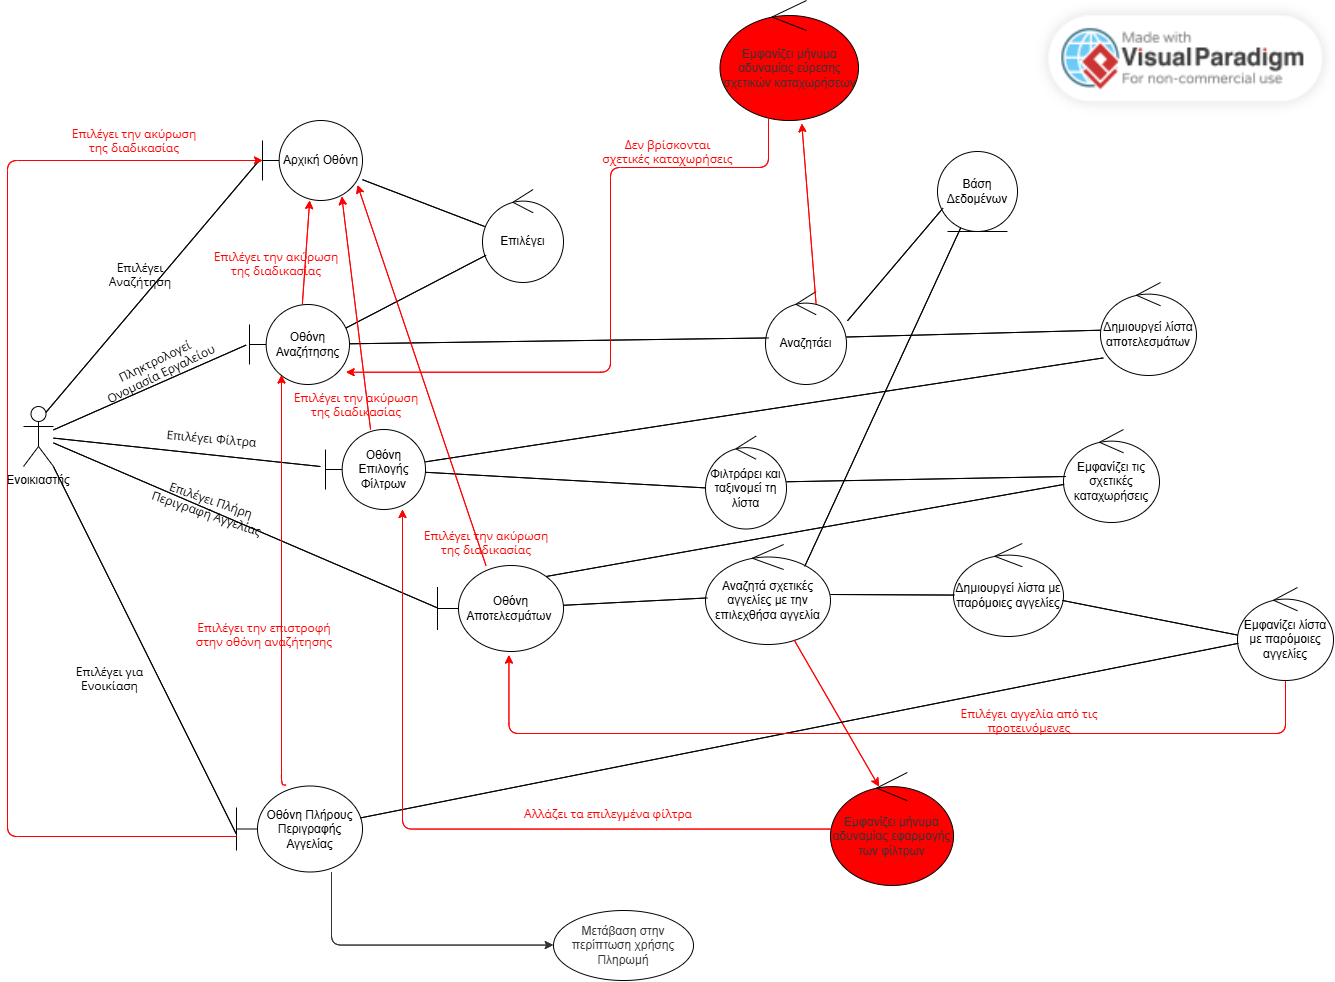 Made with
Visual Paradigm
For non-commercial use
Εμφανίζει μήνυμα
αδυναμίας εύρεσης
σχετικών καταχωρήσεων
Επιλέγει την ακύρωση
της διαδικασίας
Αρχική Οθόνη
Δεν βρίσκονται
σχετικές καταχωρήσεις
Βάση
Δεδομένων
Επιλέγει
Επιλέγει
Αναζήτηση
Επιλέγει την ακύρωση
της διαδικασίας
Οθόνη
Αναζήτησης
Αναζητάει
Δημιουργεί λίστα
αποτελεσμάτων
Πληκτρολογεί
Ονομασία Εργαλείου
Επιλέγει την ακύρωση
της διαδικασίας
Επιλέγει Φίλτρα
Οθόνη
Επιλογής
Φίλτρων
Φιλτράρει και
ταξινομεί τη
λίστα
Εμφανίζει τις
σχετικές
καταχωρήσεις
Ενοικιαστής
Επιλέγει Πλήρη
Περιγραφή Αγγελίας
Επιλέγει την ακύρωση
της διαδικασίας
Οθόνη
Αποτελεσμάτων
Αναζητά σχετικές
αγγελίες με την
επιλεχθήσα αγγελία
Δημιουργεί λίστα με
παρόμοιες αγγελίες
Εμφανίζει λίστα
με παρόμοιες
αγγελίες
Επιλέγει την επιστροφή
στην οθόνη αναζήτησης
Επιλέγει για
Ενοικίαση
Επιλέγει αγγελία από τις
προτεινόμενες
Οθόνη Πλήρους
Περιγραφής
Αγγελίας
Αλλάζει τα επιλεγμένα φίλτρα
Εμφανίζει μήνυμα
αδυναμίας εφαρμαγής
των φίλτρων
Μετάβαση στην
περίπτωση χρήσης
Πληρωμή